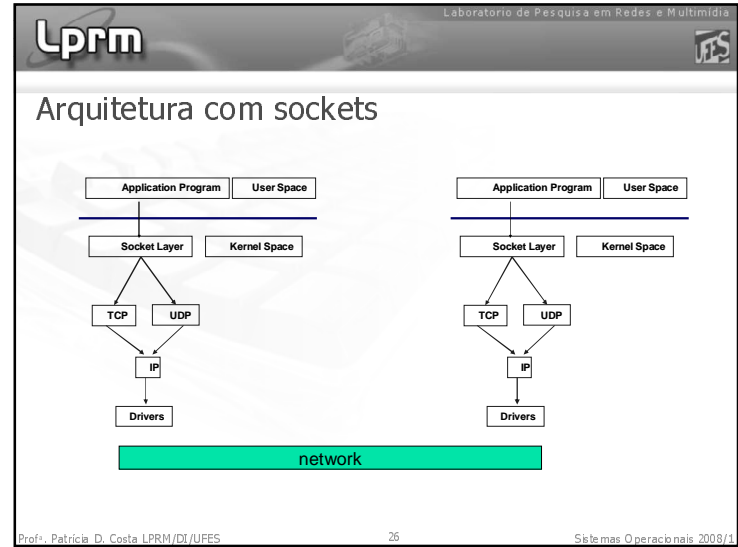 Laboratorio de Pesquisa em Redes e Multimídia
Lprm
UFES
Arquitetura com sockets
Application Program User Space Application Program User Space
Socket Layer Kernel Space Socket Layer Kernel Space
TCP UDP TCP UDP
IP IP
Drivers Drivers
network
Profª. Patrícia D. Costa LPRM/DI/UFES 26 Sistemas Operacionais 2008/1